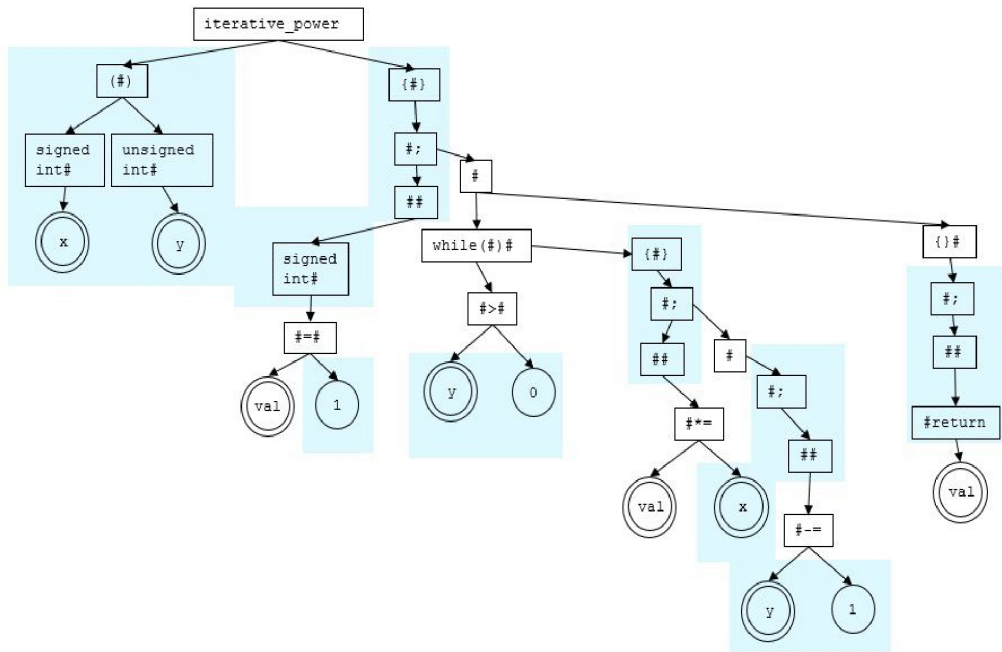 iterative_power
(#)
{#}
signed
int#
unsigned
int#
#;
#
##
x
y
signed
int#
while(#)#
{#}
{}#
#=#
#>#
#;
#;
##
#
##
val
1
y
0
#;
#*=
#return
##
val
x
val
#-=
y
1